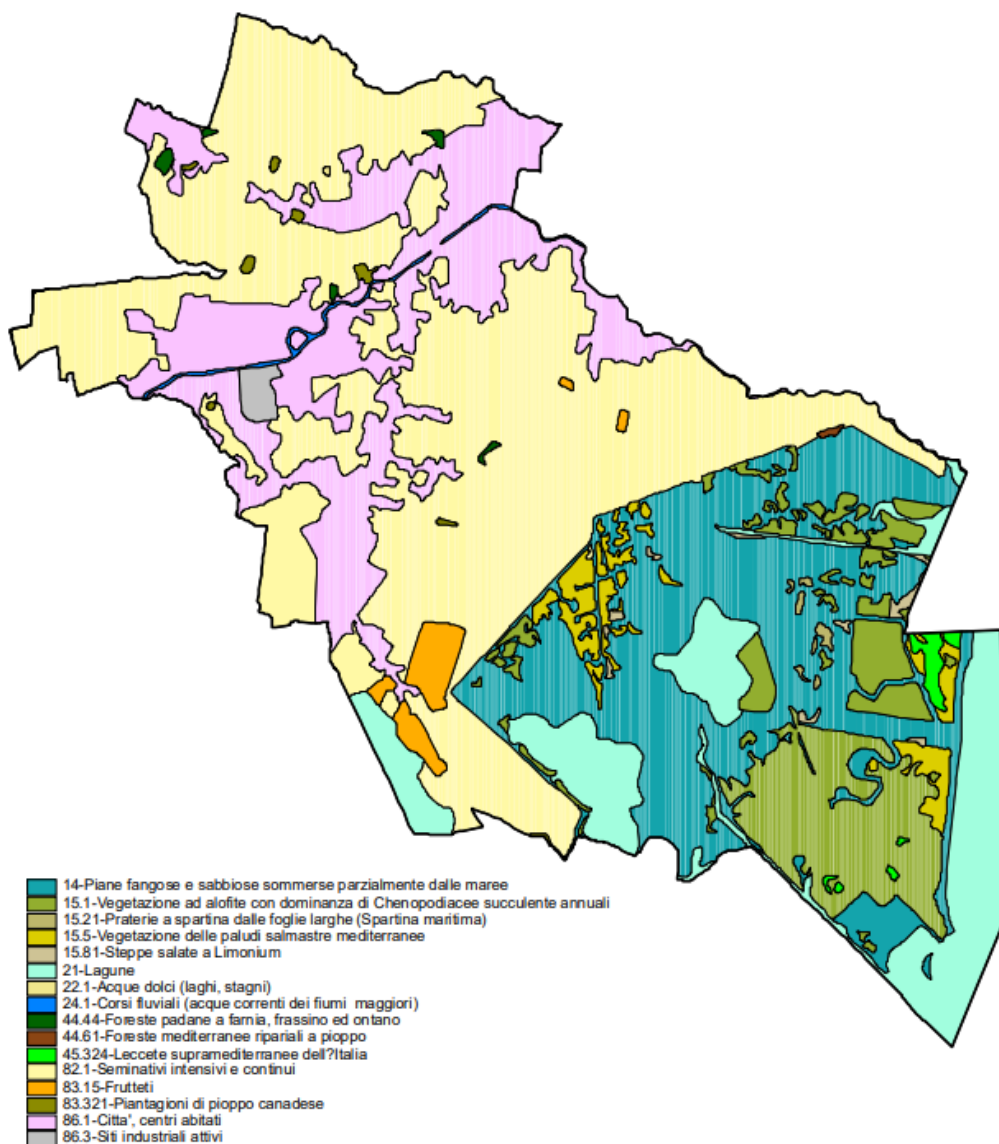 14-Piane fangose e sabbiose sommerse parzialmente dalle maree
15.1-Vegetazione ad alofite con dominanza di Chenopodiacee succulente annuali
15.21-Praterie a spartina dalle foglie larghe (Spartina maritima)
15.5-Vegetazione delle paludi salmastre mediterranee
15.81-Steppe salate a Limonium
21-Lagune
22.1-Acque dolci (laghi, stagni)
24.1-Corsi fluviali (acque correnti dei fiumi maggiori)
44.44-Foreste padane a farnia, frassino ed ontano
44.61-Foreste mediterranee ripariali a pioppo
45.324-Leccete supramediterranee dell?Italia
82.1-Seminativi intensivi e continui
83.15-Frutteti
83.321-Piantagioni di pioppo canadese
86.1-Citta', centri abitati
86.3-Siti industriali attivi